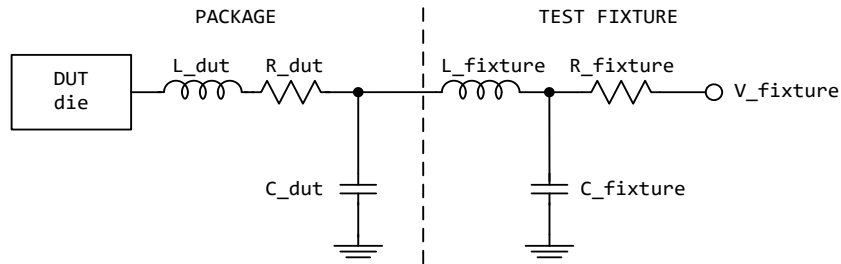 PACKAGE
TEST FIXTURE
L_dut
R_dut
L_fixture
R_fixture
DUT
die
V_fixture
C_dut
C_fixture